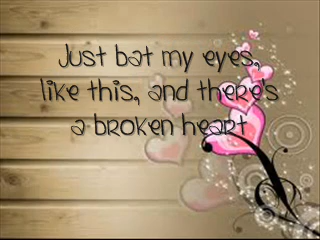 Just bat my eyes,
like this, and there's
a broken heart